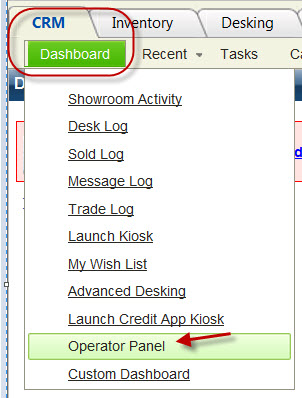 CRM Inventory Desking
Dashboard Recent Tasks
Showroom Activity
Desk Log
Sold Log
Message Log
Trade Log
Launch Kiosk
My Wish List
Advanced Desking
Launch Credit App Kiosk
Operator Panel
Custom Dashboard